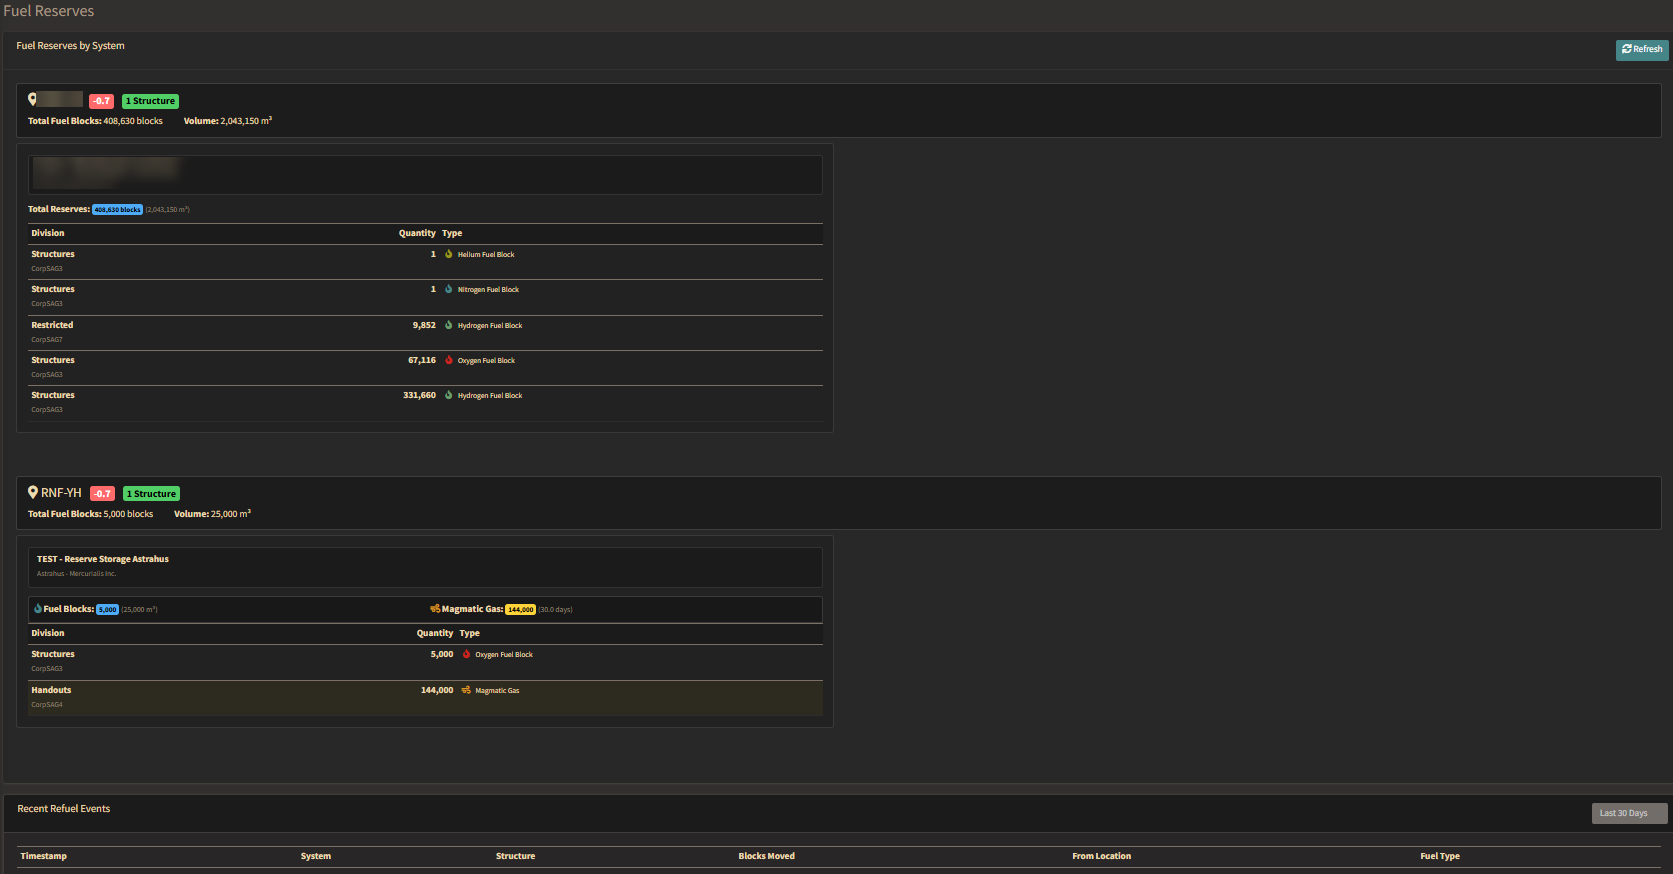 Fuel Reserves
Fuel Reserves by System
Refresh
-0.7 1 Structure
Total Fuel Blocks: 408,630 blocks Volume: 2,043,150 m³
Total Reserves: 408,630 blocks (2,043,150 m³)
Division Quantity Type
Structures 1 Helium Fuel Block
CorpSAG3
Structures 1 Nitrogen Fuel Block
CorpSAG3
Restricted 9,852 Hydrogen Fuel Block
CorpSAG7
Structures 67,116 Oxygen Fuel Block
CorpSAG3
Structures 331,660 Hydrogen Fuel Block
CorpSAG3
RNF-YH -0.7 1 Structure
Total Fuel Blocks: 5,000 blocks Volume: 25,000 m³
TEST - Reserve Storage Astrahus
Astrahus - Mercurialis Inc.
Fuel Blocks: 5,000 (25,000 m³) Magmatic Gas: 144,000 (30.0 days)
Division Quantity Type
Structures 5,000 Oxygen Fuel Block
CorpSAG3
Handouts 144,000 Magmatic Gas
CorpSAG4
Recent Refuel Events
Last 30 Days
Timestamp System Structure Blocks Moved From Location Fuel Type